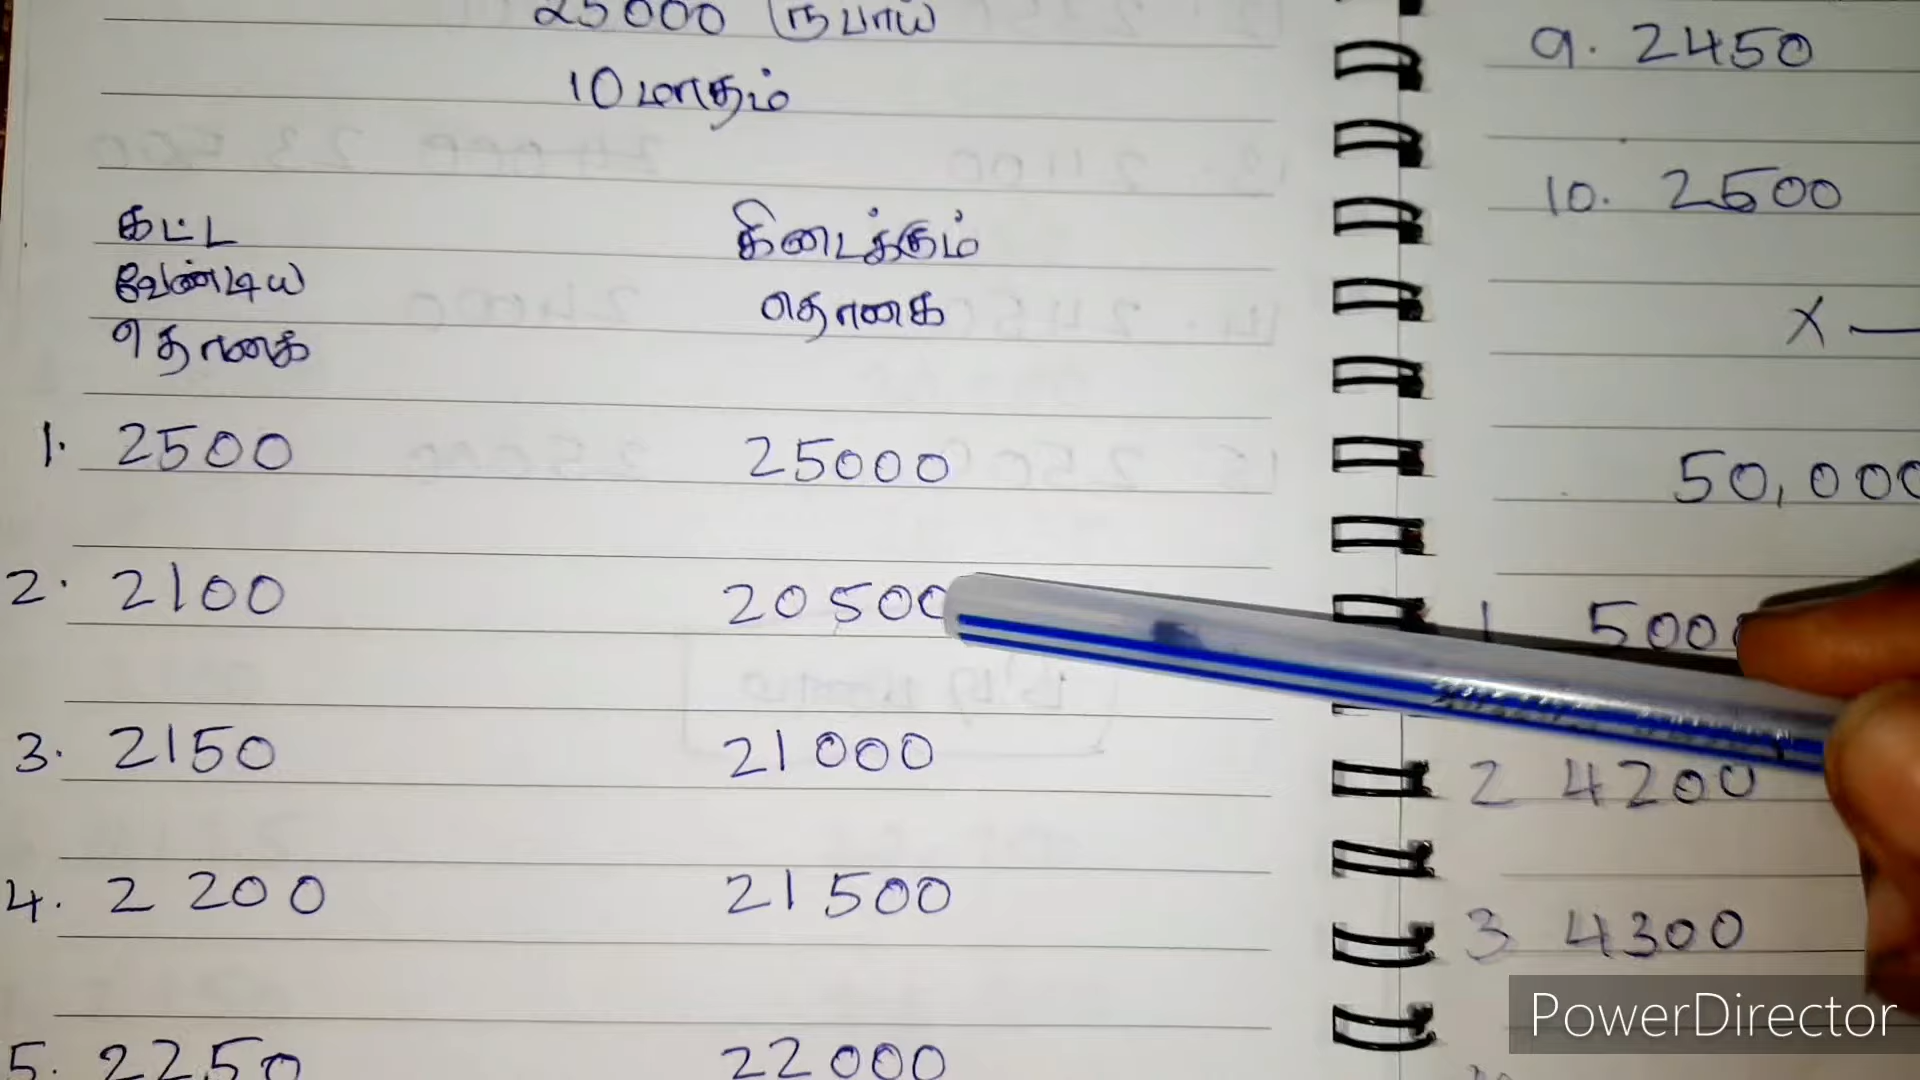 25000 ரூபாய்
10 மாதம்
கட்ட வேண்டிய தொகை
கிடைக்கும் தொகை
1. 2500 25000
2. 2100 20500
3. 2150 21000
4. 2200 21500
5. 2250 22000
9. 2450
10. 2500
X —
50,000
1 5000
2 4200
3 4300
PowerDirector